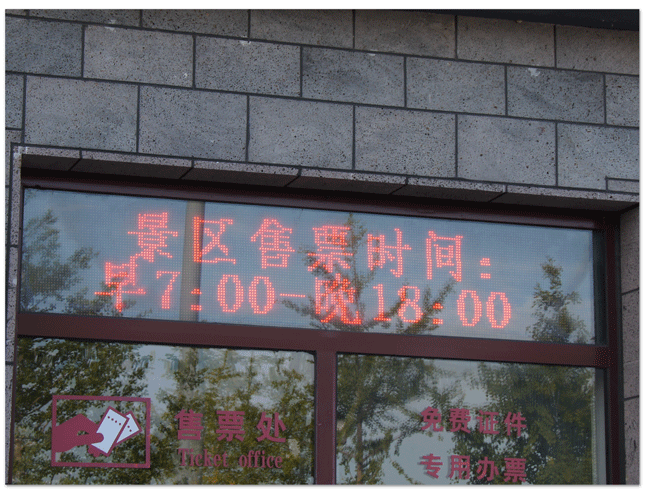 景区售票时间:
早7:00-晚18:00
售票处
Ticket office
免费证件
专用办票